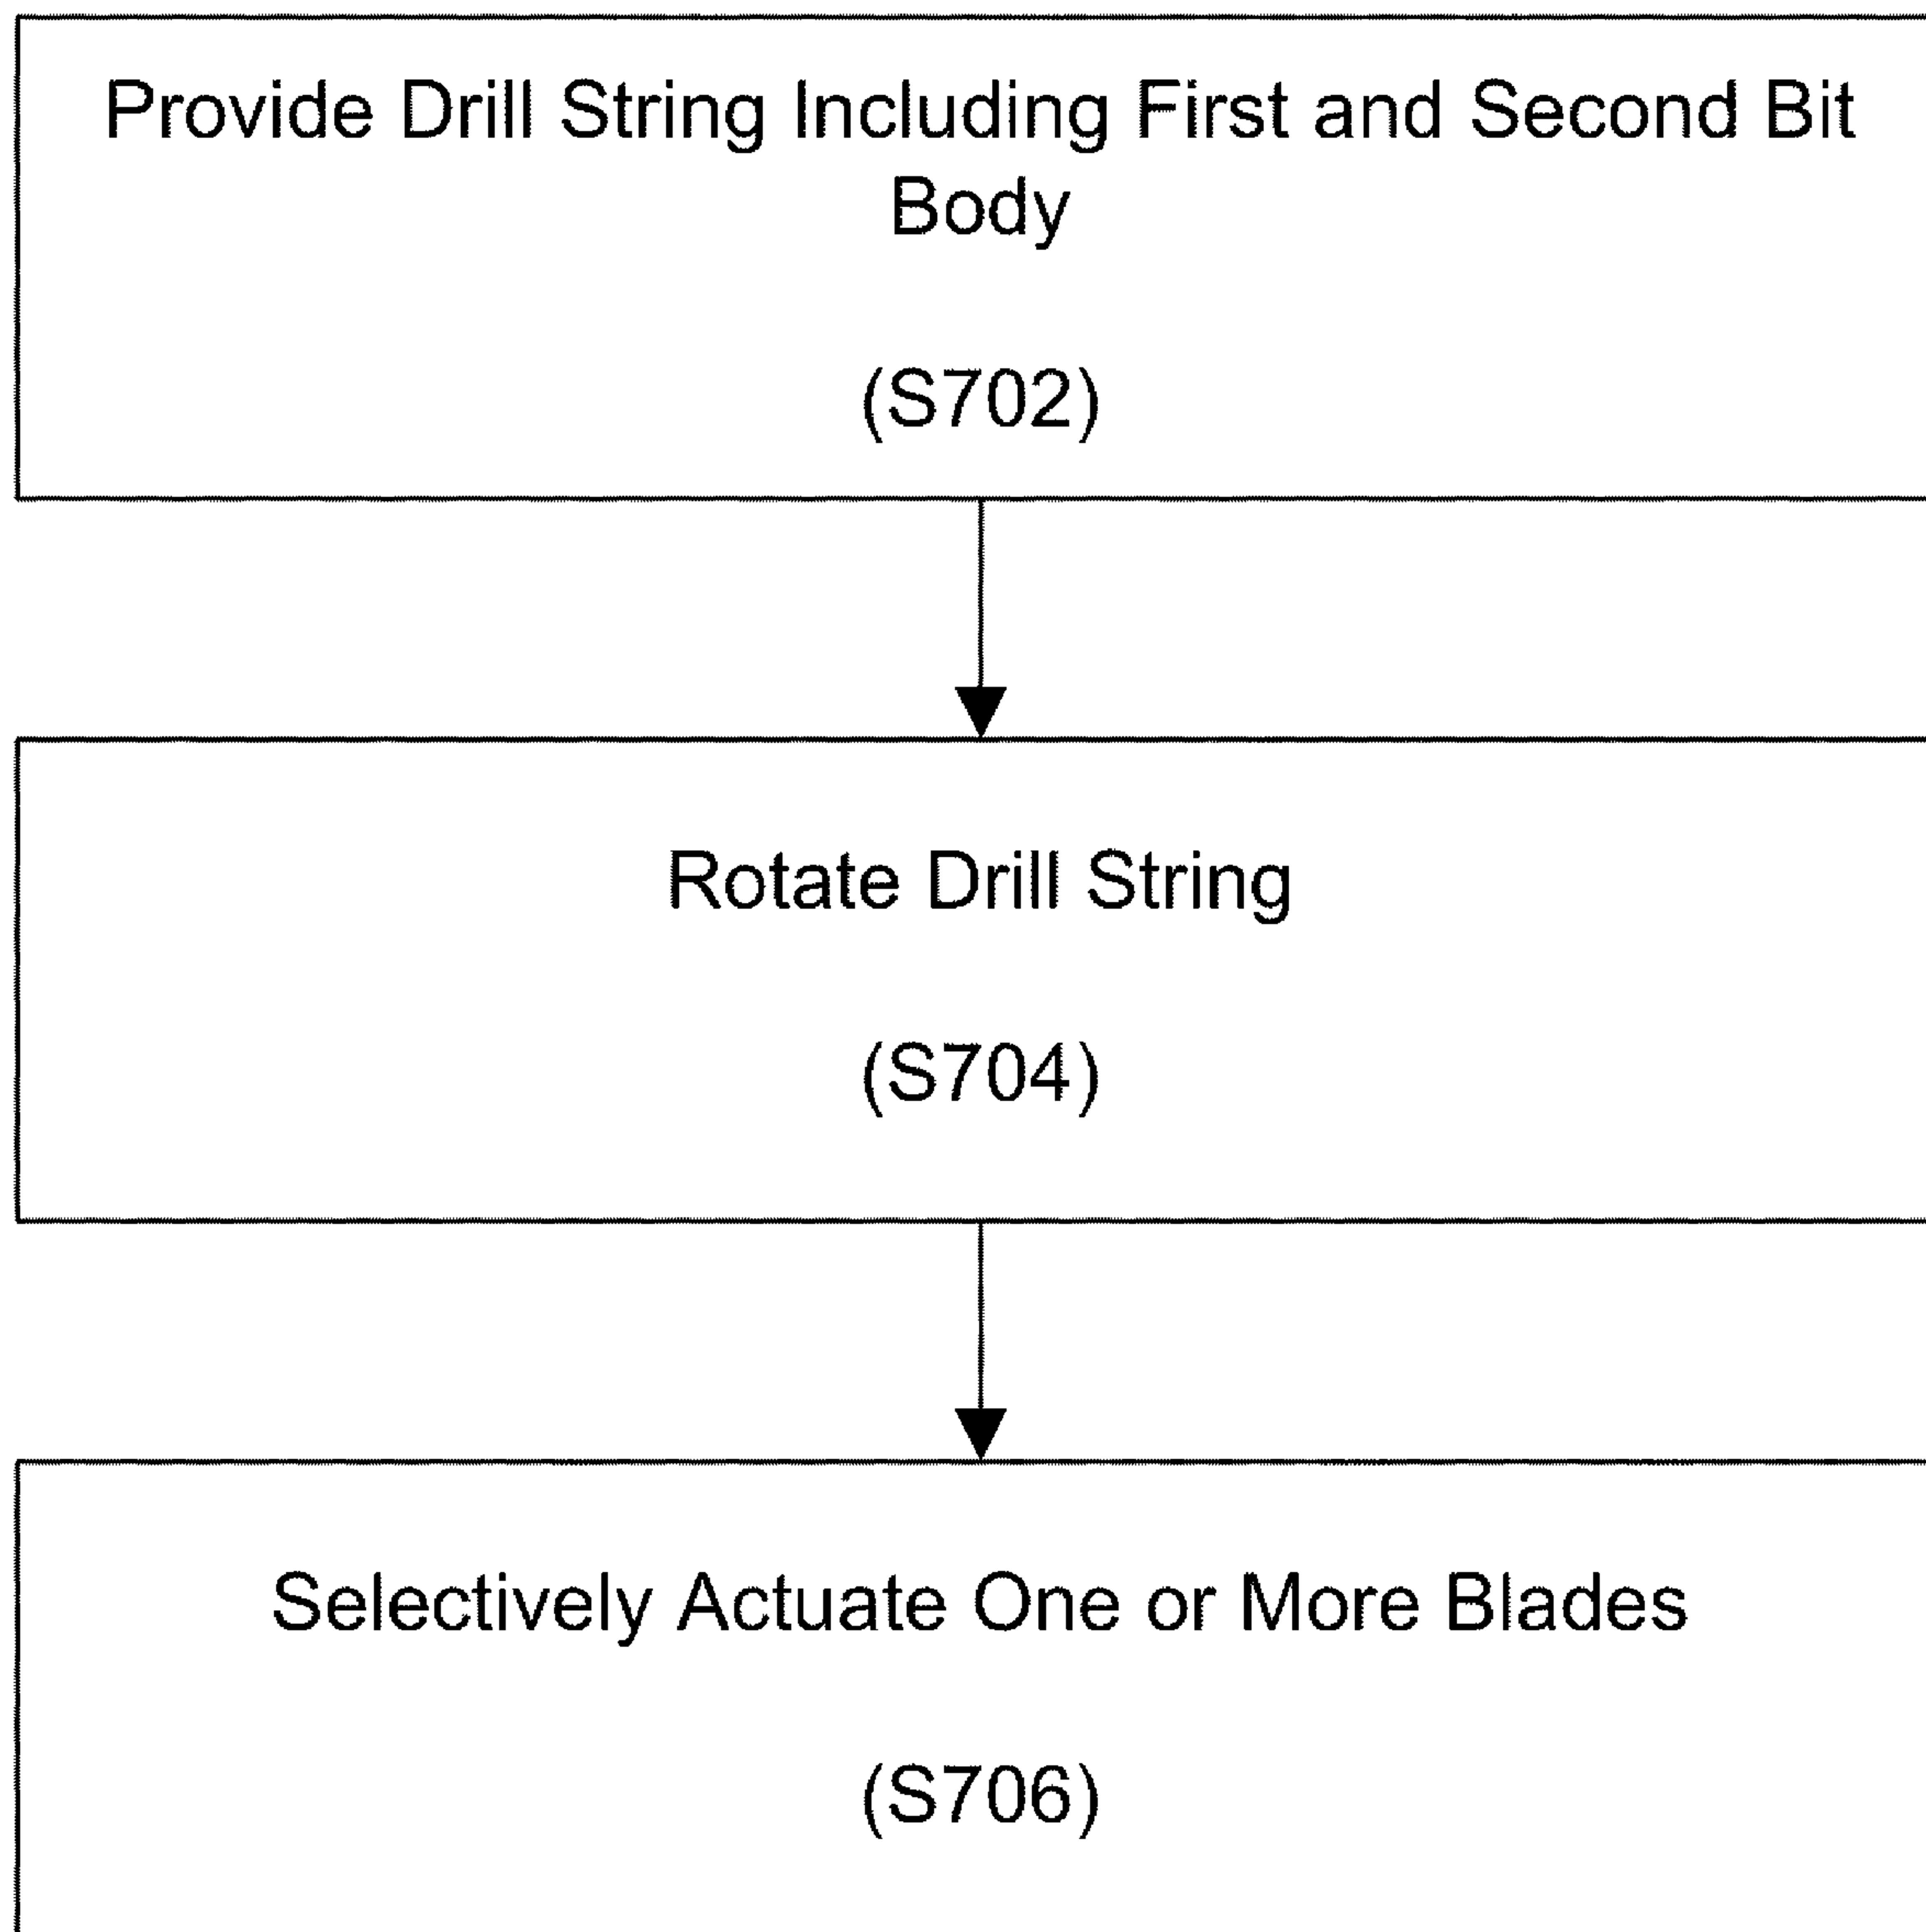 Provide Drill String Including First and Second Bit
Body
(S702)
Rotate Drill String
(S704)
Selectively Actuate One or More Blades
(S706)